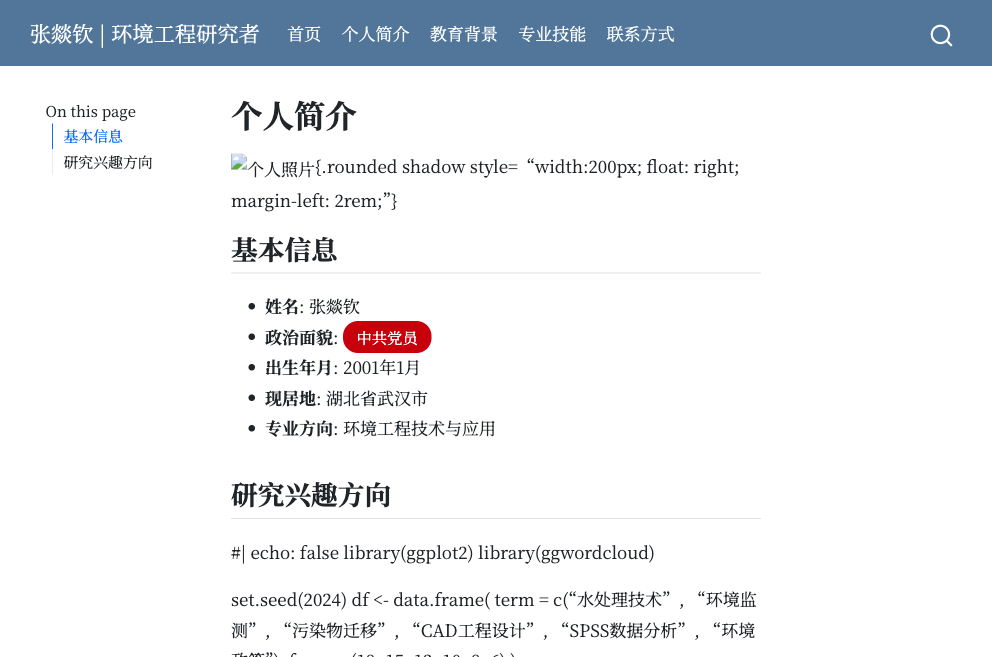 张燚钦 | 环境工程研究者 首页 个人简介 教育背景 专业技能 联系方式
On this page
基本信息
研究兴趣方向
个人简介
个人照片{.rounded shadow style= “width:200px; float: right;
margin-left: 2rem;”}
基本信息
姓名: 张燚钦
政治面貌: 中共党员
出生年月: 2001年1月
现居地: 湖北省武汉市
专业方向: 环境工程技术与应用
研究兴趣方向
#| echo: false library(ggplot2) library(ggwordcloud)
set.seed(2024) df <- data.frame( term = c(“水处理技术”, “环境监
测”, “污染物迁移”, “CAD工程设计”, “SPSS数据分析”, “环境